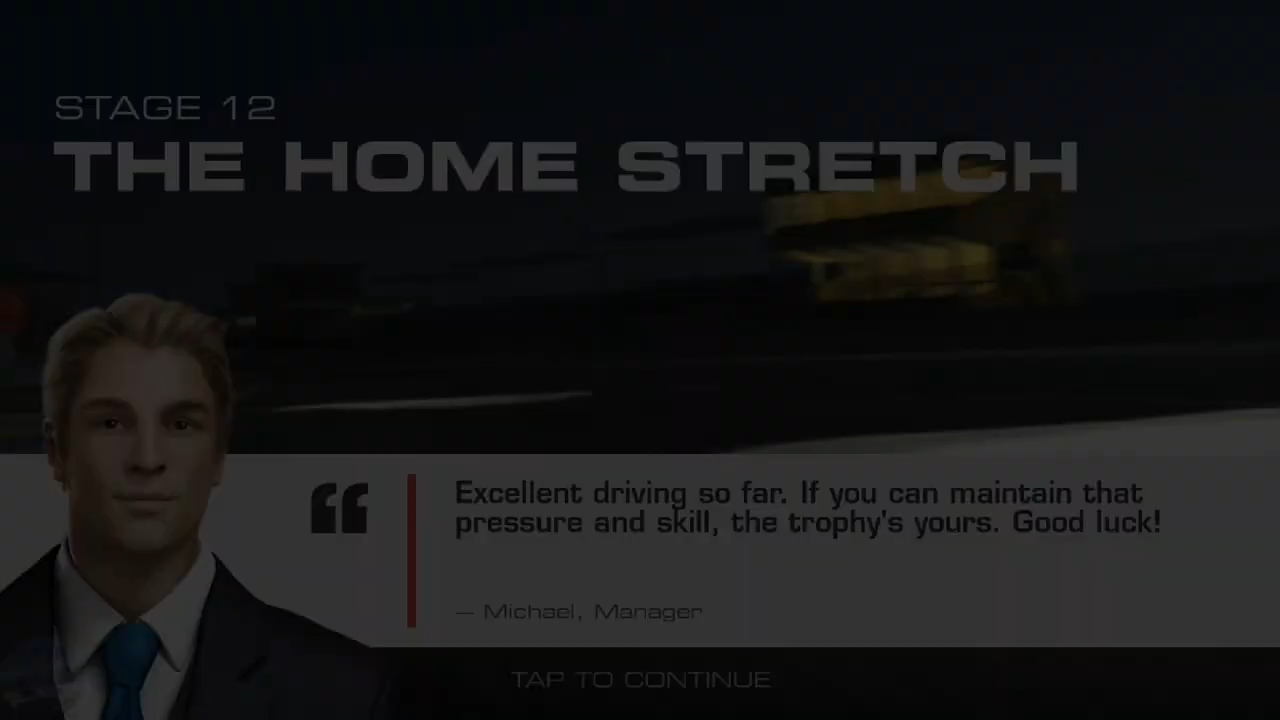 STAGE 12
THE HOME STRETCH
“
Excellent driving so far. If you can maintain that
pressure and skill, the trophy's yours. Good luck!
— Michael, Manager
TAP TO CONTINUE